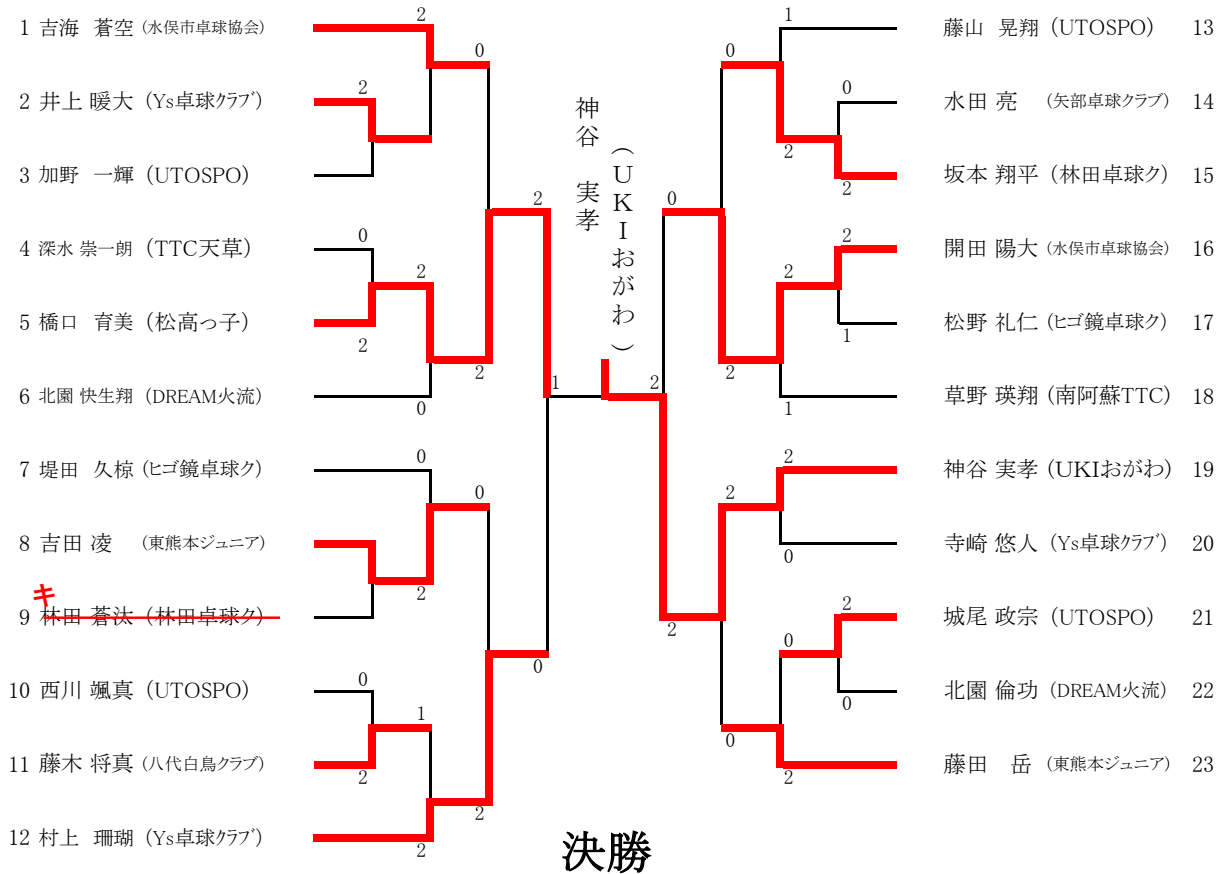 1 吉海 蒼空 (水俣市卓球協会)
2 井上 暖大 (Ys卓球クラブ)
3 加野 一輝 (UTOSPO)
4 深水 崇一朗 (TTC天草)
5 橋口 育美 (松高っ子)
6 北園 快生翔 (DREAM火流)
7 堤田 久椋 (ヒゴ鏡卓球ク)
8 吉田 凌 (東熊本ジュニア)
キ
9 林田 蒼汰 (林田卓球ク)
10 西川 颯真 (UTOSPO)
11 藤木 将真 (八代白鳥クラブ)
12 村上 珊瑚 (Ys卓球クラブ)
2
2
0
2
0
2
2
2
0
0
2
0
1
2
2
2
0
2
0
1
神谷 実孝
(UKIおがわ)
2
決勝
1
0
0
2
2
0
2
2
1
2
1
2
2
0
2
2
0
0
0
2
藤山 晃翔 (UTOSPO) 13
水田 亮 (矢部卓球クラブ) 14
坂本 翔平 (林田卓球ク) 15
開田 陽大 (水俣市卓球協会) 16
松野 礼仁 (ヒゴ鏡卓球ク) 17
草野 瑛翔 (南阿蘇TTC) 18
神谷 実孝 (UKIおがわ) 19
寺崎 悠人 (Ys卓球クラブ) 20
城尾 政宗 (UTOSPO) 21
北園 倫功 (DREAM火流) 22
藤田 岳 (東熊本ジュニア) 23